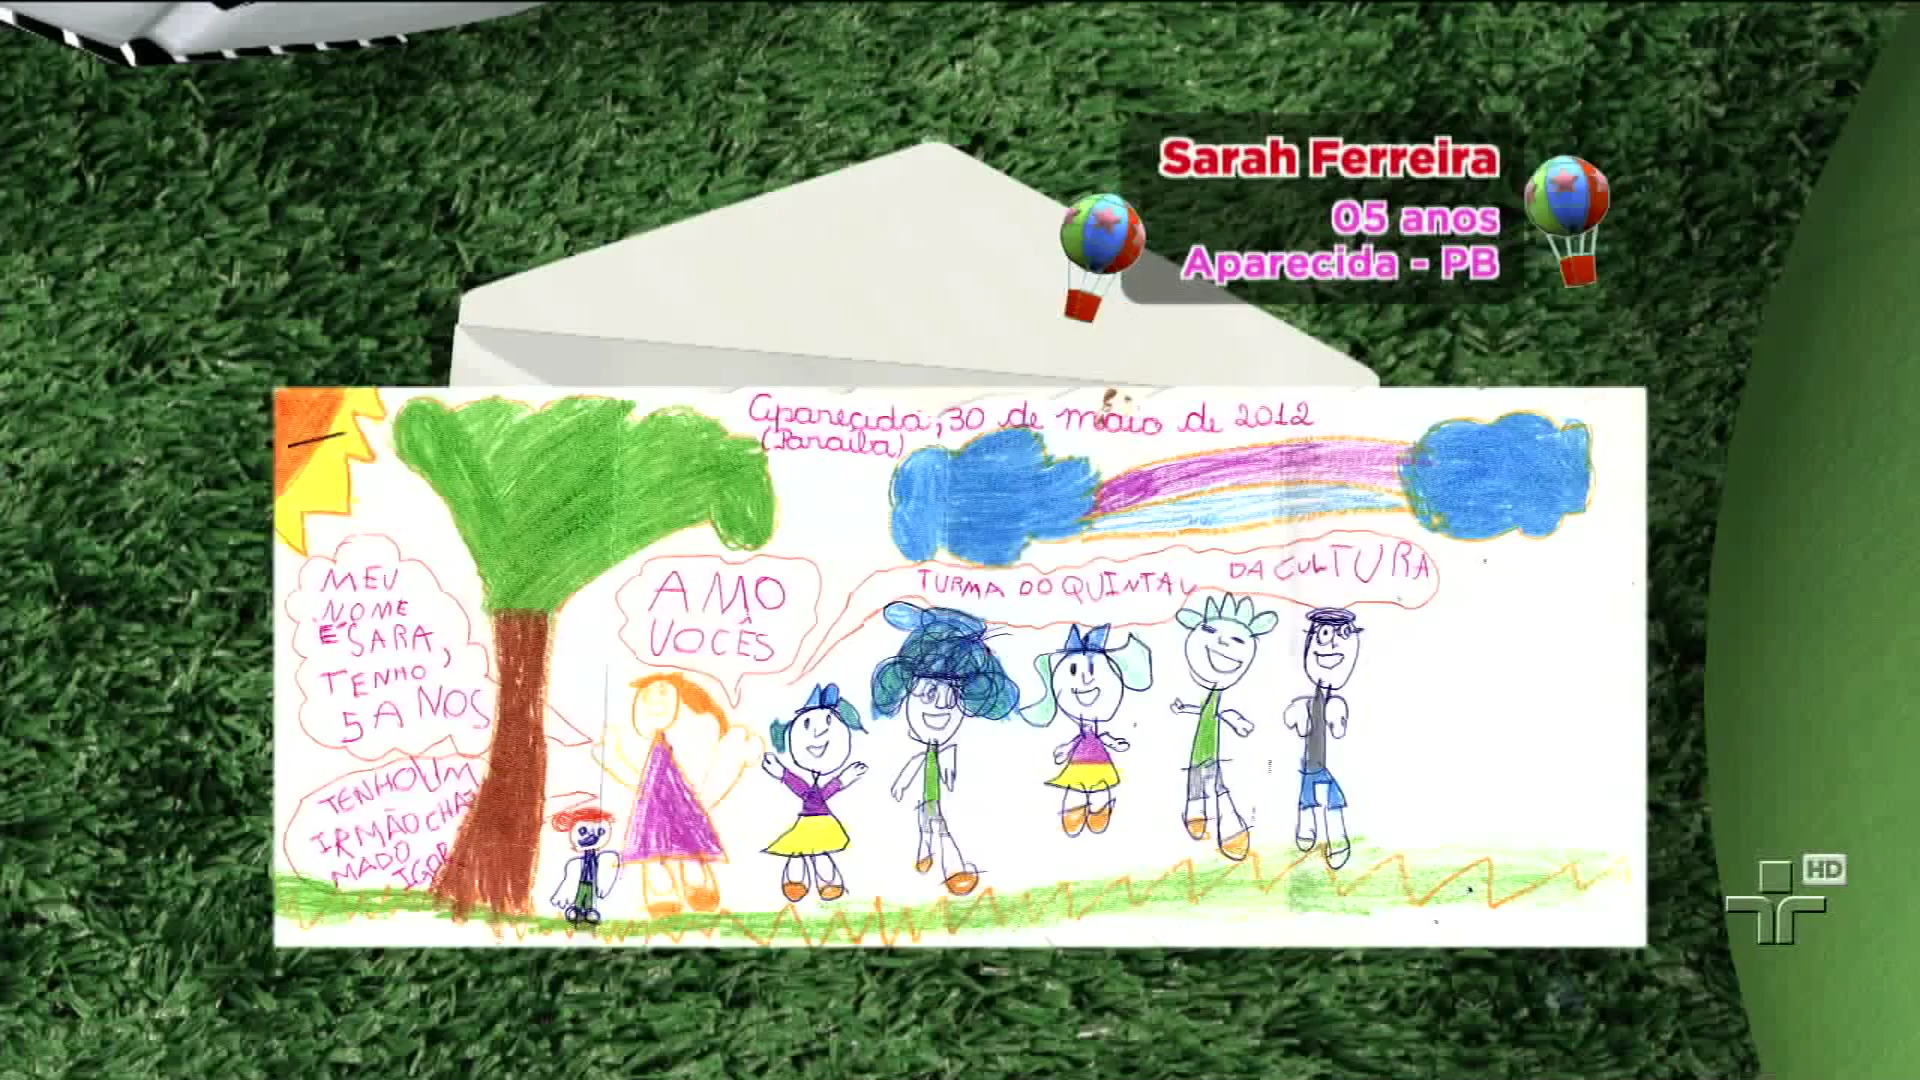 Sarah Ferreira
05 anos
Aparecida - PB
Aparecida, 30 de maio de 2012
(Paraíba)
MEU
NOME
É SARA,
TENHO
5 ANOS
AMO
VOCÊS
TURMA DO QUINTAL DA CULTURA
TENHO UM
IRMÃO CHA
MADO
IGOR
HD